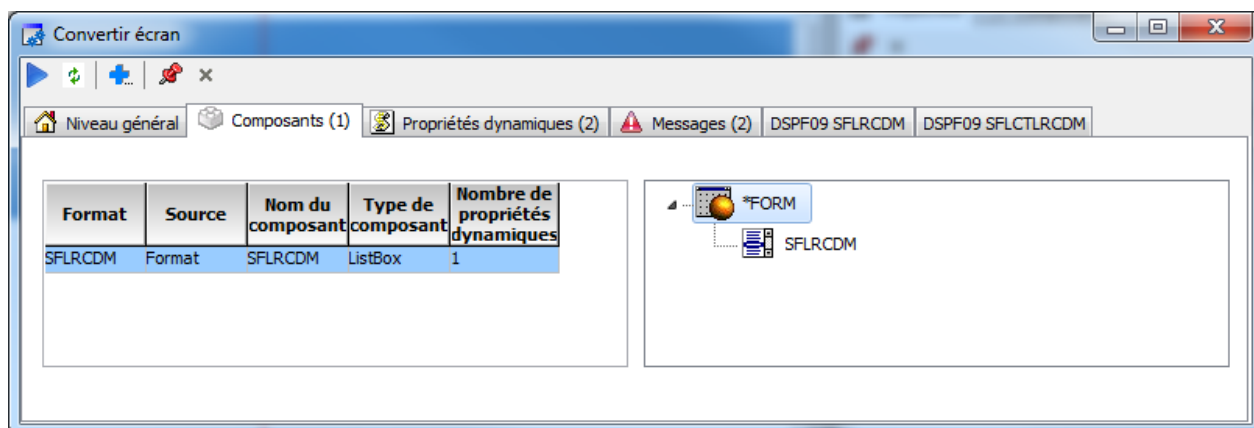 Convertir écran
Niveau général Composants (1) Propriétés dynamiques (2) Messages (2) DSPF09 SFLRCDM DSPF09 SFLCTLRCDM
Format Source Nom du composant Type de composant Nombre de propriétés dynamiques
SFLRCDM Format SFLRCDM ListBox 1
*FORM
SFLRCDM